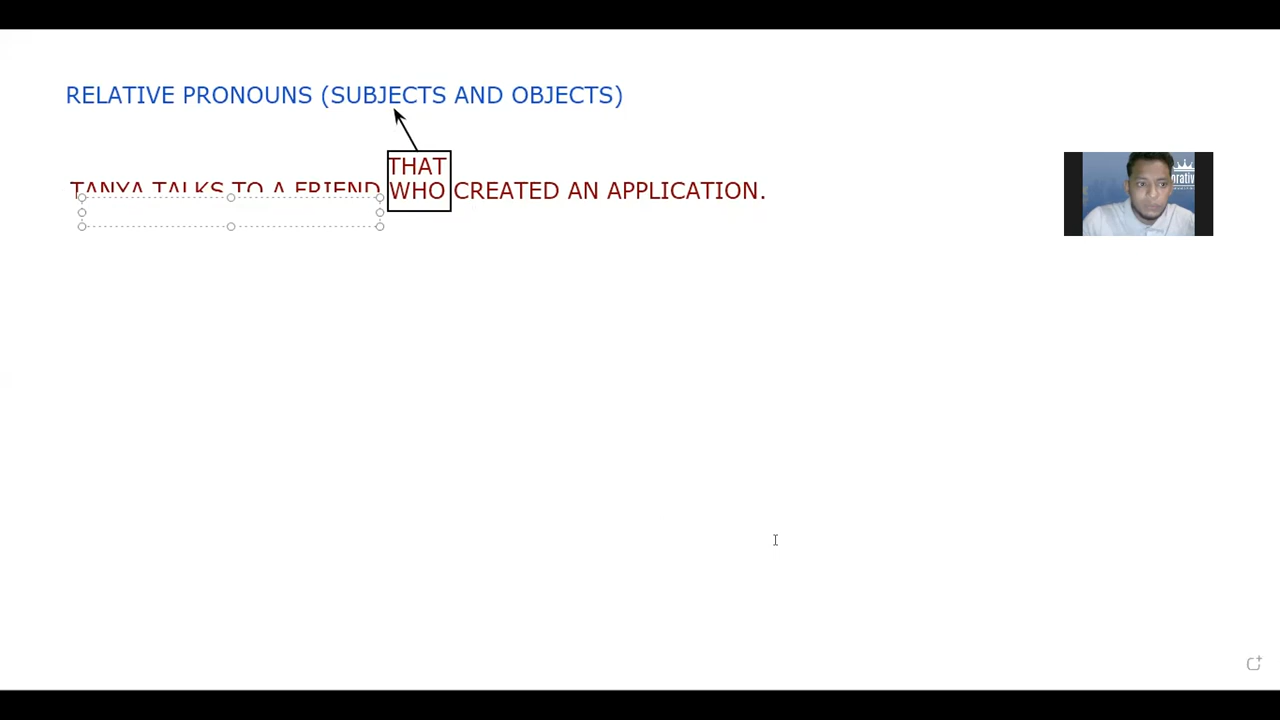 RELATIVE PRONOUNS (SUBJECTS AND OBJECTS)
THAT
TANYA TALKS TO A FRIEND WHO CREATED AN APPLICATION.